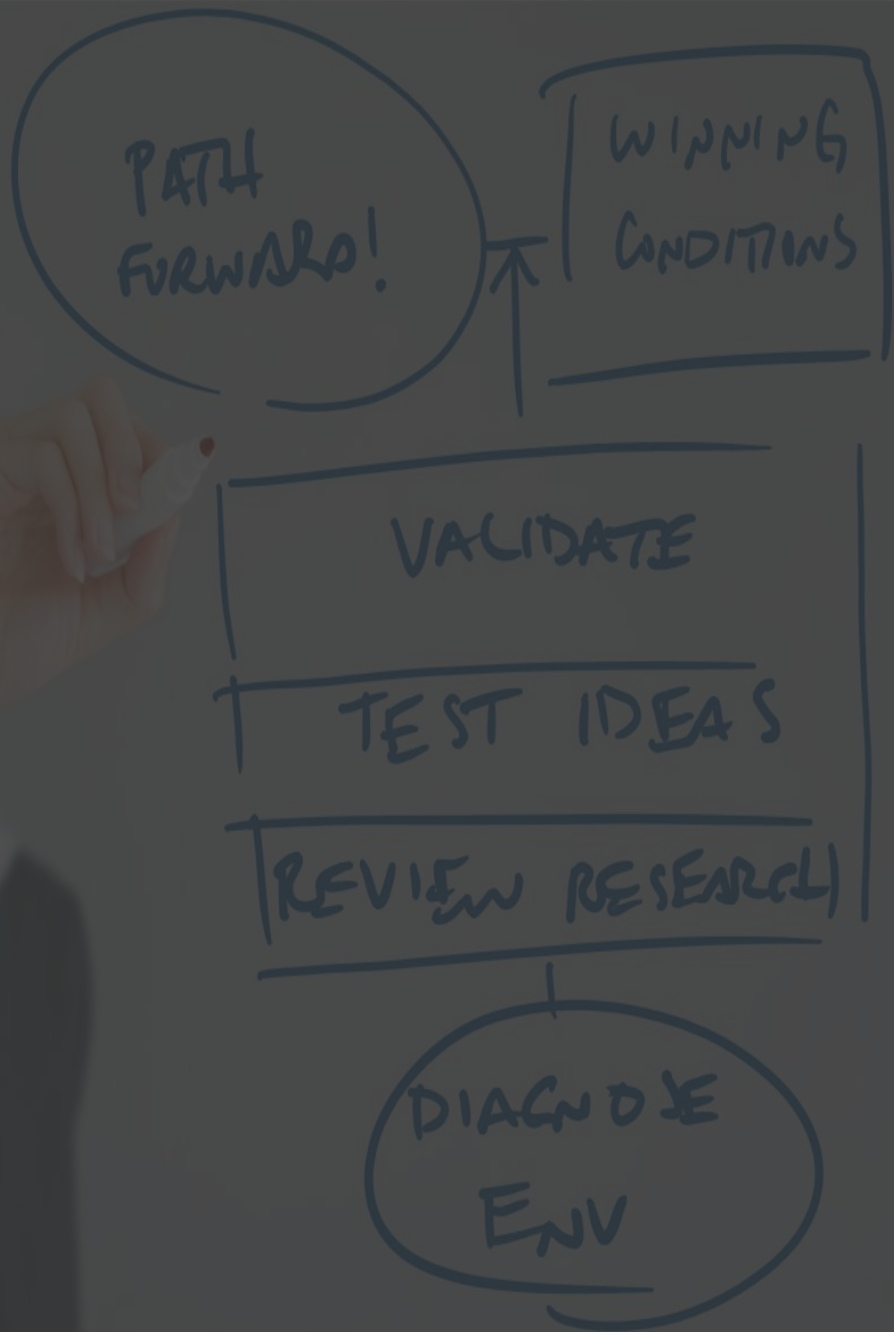 PATH
FORWARD!
WINNING
CONDITIONS
VALIDATE
TEST IDEAS
REVIEW RESEARCH
DIAGNOSE
ENV